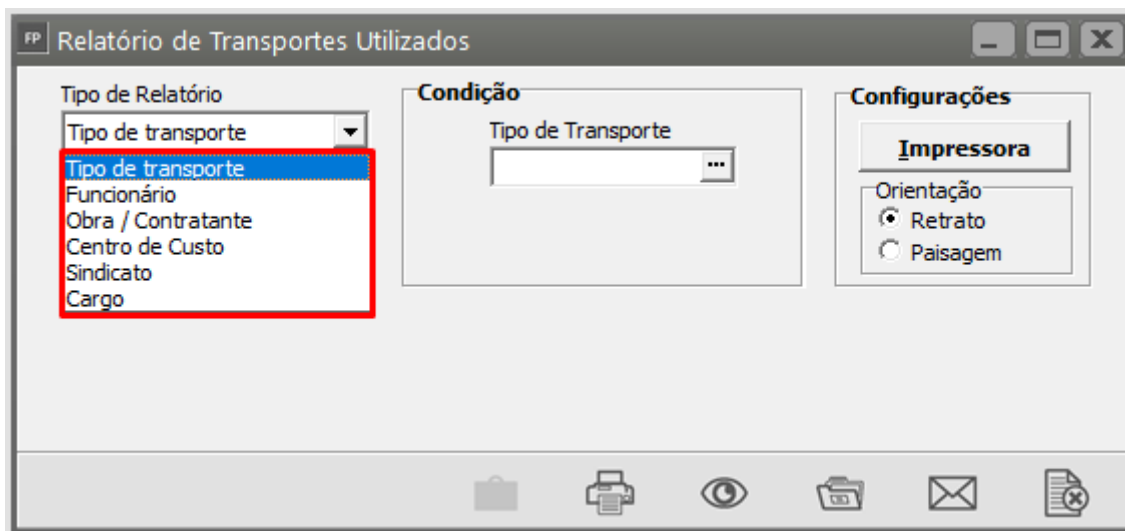 FP Relatório de Transportes Utilizados
Tipo de Relatório
Tipo de transporte
Tipo de transporte
Funcionário
Obra / Contratante
Centro de Custo
Sindicato
Cargo
Condição
Tipo de Transporte
...
Configurações
Impressora
Orientação
Retrato
Paisagem